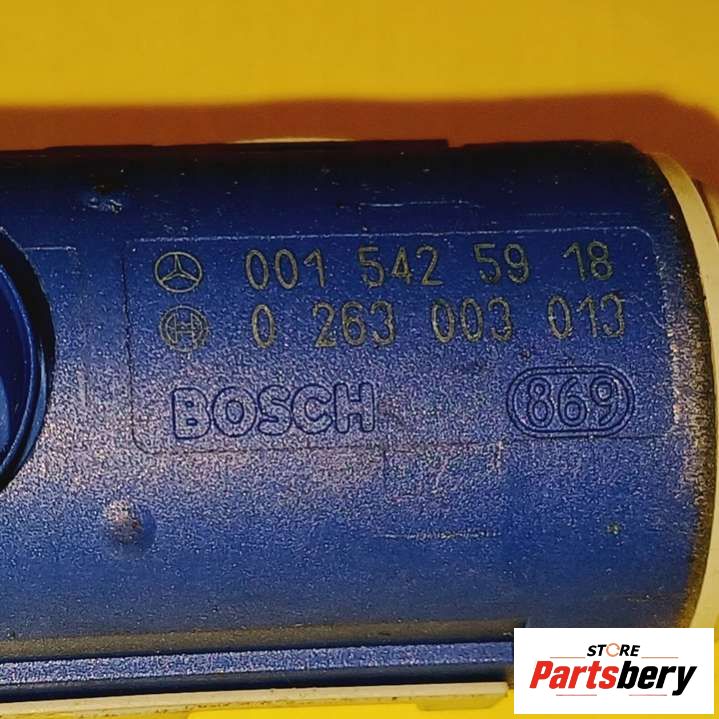 001 542 59 18
0 263 003 013
BOSCH 869
STORE
Partsbery